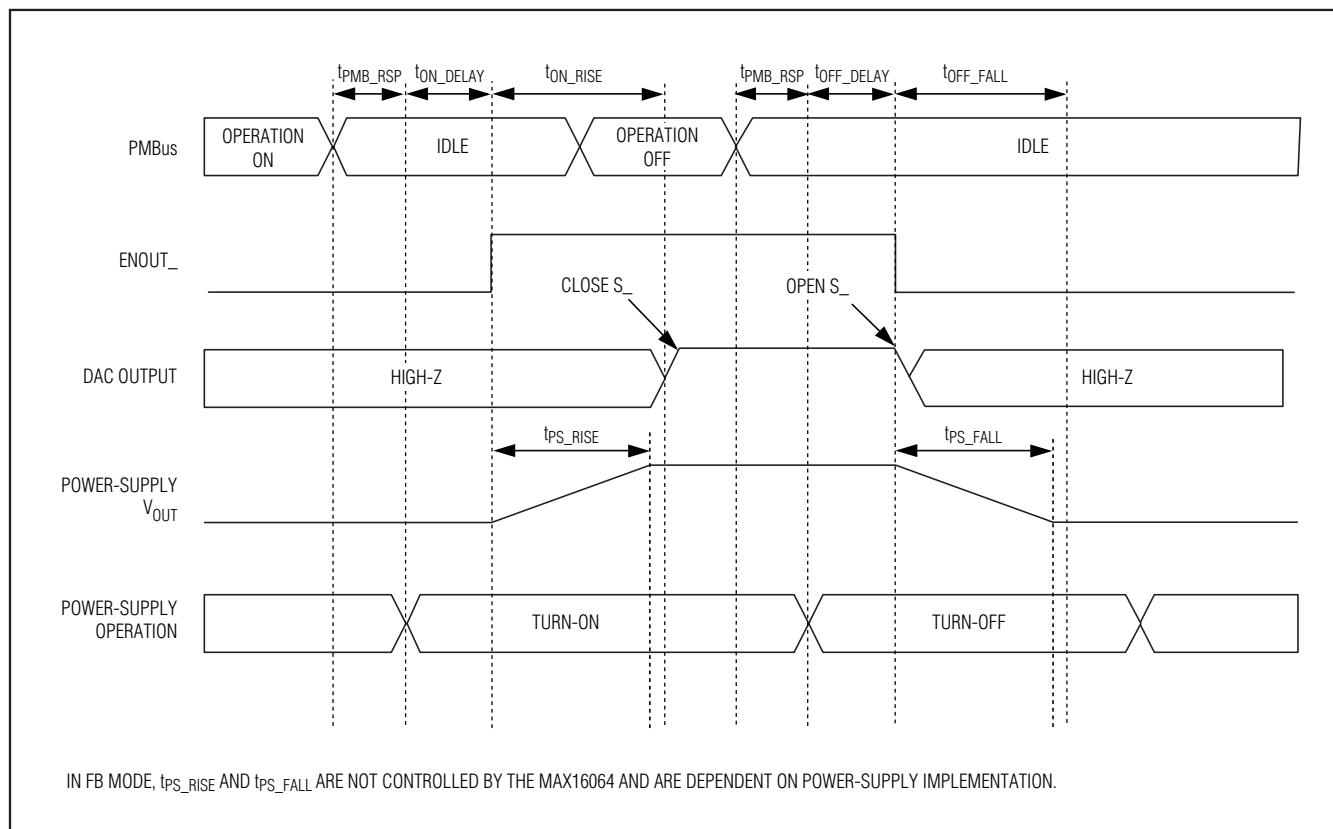 tPMB_RSP tON_DELAY tON_RISE tPMB_RSP tOFF_DELAY tOFF_FALL
PMBus
OPERATION
ON
IDLE
OPERATION
OFF
IDLE
ENOUT_
CLOSE S_
OPEN S_
DAC OUTPUT
HIGH-Z
HIGH-Z
tPS_RISE
tPS_FALL
POWER-SUPPLY
VOUT
POWER-SUPPLY
OPERATION
TURN-ON
TURN-OFF
IN FB MODE, tPS_RISE AND tPS_FALL ARE NOT CONTROLLED BY THE MAX16064 AND ARE DEPENDENT ON POWER-SUPPLY IMPLEMENTATION.